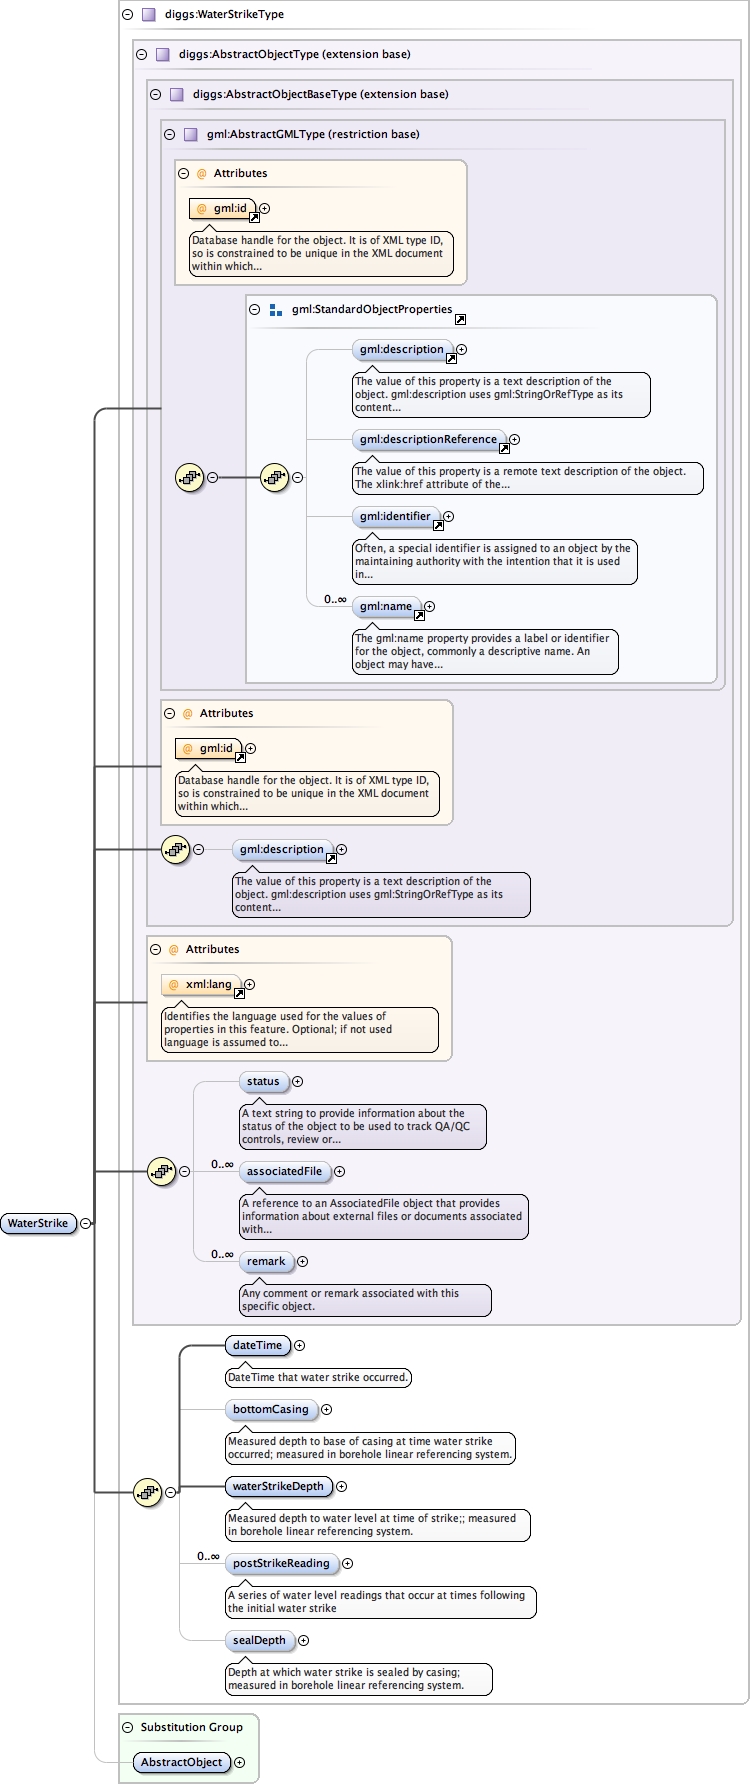 diggs:WaterStrikeType
diggs:AbstractObjectType (extension base)
diggs:AbstractObjectBaseType (extension base)
gml:AbstractGMLType (restriction base)
@ Attributes
@ gml:id
Database handle for the object. It is of XML type ID,
so is constrained to be unique in the XML document
within which...
gml:StandardObjectProperties
gml:description
The value of this property is a text description of the
object. gml:description uses gml:StringOrRefType as its
content...
gml:descriptionReference
The value of this property is a remote text description of the object.
The xlink:href attribute of the...
gml:identifier
Often, a special identifier is assigned to an object by the
maintaining authority with the intention that it is used
in...
0..∞
gml:name
The gml:name property provides a label or identifier
for the object, commonly a descriptive name. An
object may have...
@ Attributes
@ gml:id
Database handle for the object. It is of XML type ID,
so is constrained to be unique in the XML document
within which...
gml:description
The value of this property is a text description of the
object. gml:description uses gml:StringOrRefType as its
content...
@ Attributes
@ xml:lang
Identifies the language used for the values of
properties in this feature. Optional; if not used
language is assumed to...
status
A text string to provide information about the
status of the object to be used to track QA/QC
controls, review or...
0..∞
associatedFile
A reference to an AssociatedFile object that provides
information about external files or documents associated
with...
WaterStrike
0..∞
remark
Any comment or remark associated with this
specific object.
dateTime
DateTime that water strike occurred.
bottomCasing
Measured depth to base of casing at time water strike
occurred; measured in borehole linear referencing system.
waterStrikeDepth
Measured depth to water level at time of strike;; measured
in borehole linear referencing system.
0..∞
postStrikeReading
A series of water level readings that occur at times following
the initial water strike
sealDepth
Depth at which water strike is sealed by casing;
measured in borehole linear referencing system.
Substitution Group
AbstractObject